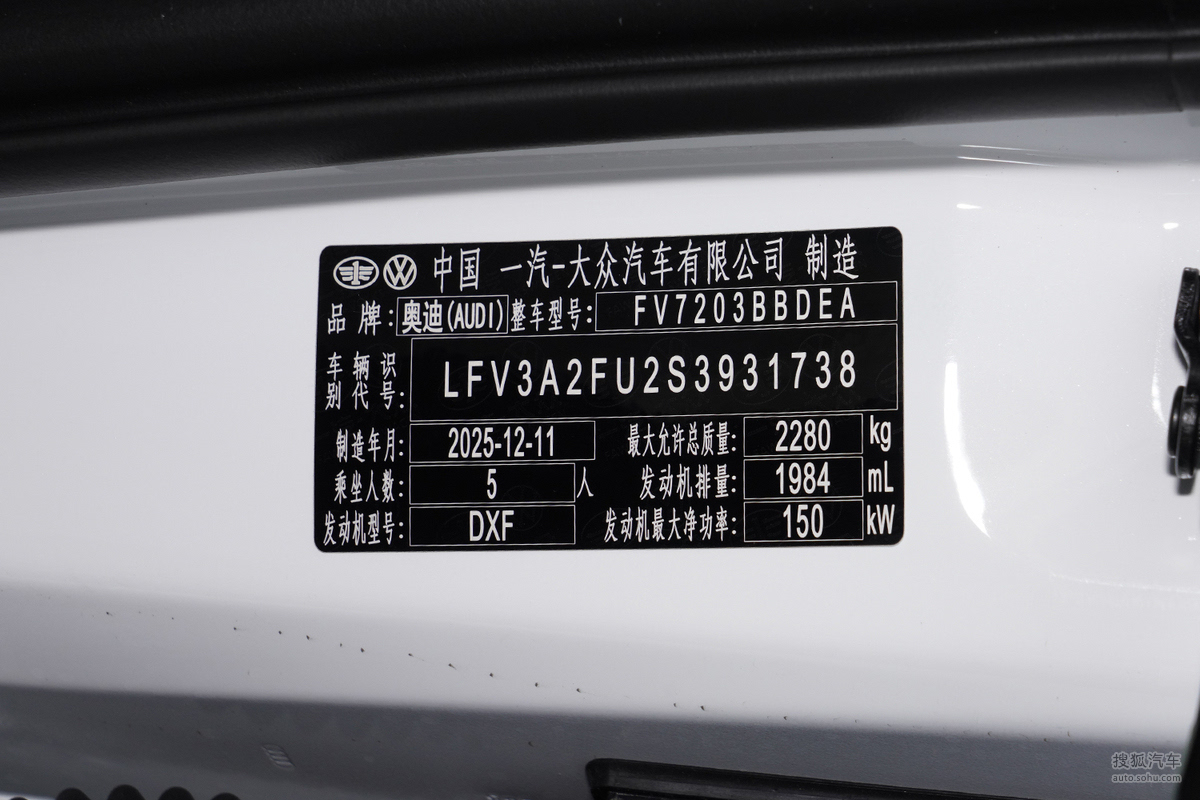 中国 一汽-大众汽车有限公司 制造
品牌: 奥迪(AUDI) 整车型号: FV7203BBDEA
车辆识别代号: LFV3A2FU2S3931738
制造年月: 2025-12-11 最大允许总质量: 2280 kg
乘坐人数: 5 人 发动机排量: 1984 mL
发动机型号: DXF 发动机最大净功率: 150 kW
搜狐汽车
auto.sohu.com